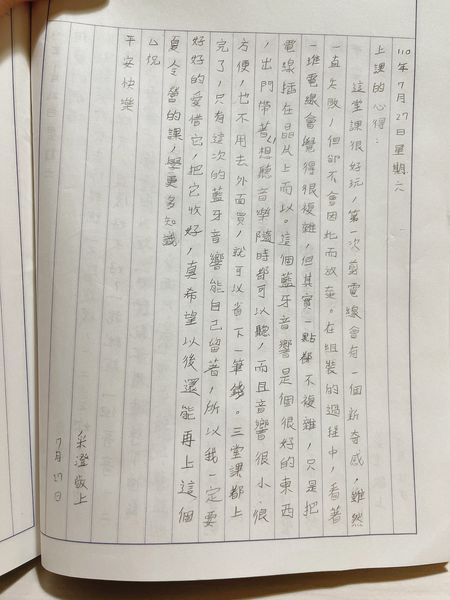 110年7月27日星期六
上課的心得：
這堂課很好玩，第一次剪電線會有一個新奇感，雖然
一直失敗，但卻不會因此而放棄。在組裝的過程中，看著
一堆電線會覺得很複雜，但其實一點都不複雜，只是把
電線插在晶片上而以。這個藍牙音響是個很好的東西
，出門帶著，想聽音樂隨時都可以聽，而且音響很小.很
方便，也不用去外面買，就可以省下一筆錢。三堂課都上
完了，只有這次的藍牙音響能自己留著，所以我一定要
好好的愛惜它，把它收好，真希望以後還能再上這個
夏令營的課，學更多知識
祝
平安快樂
澄敬上
7月27日